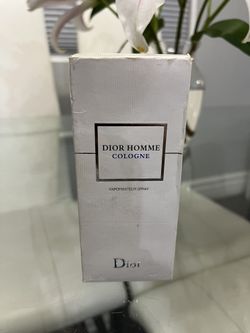 DIOR HOMME
COLOGNE
VAPORISATEUR-SPRAY
Dior